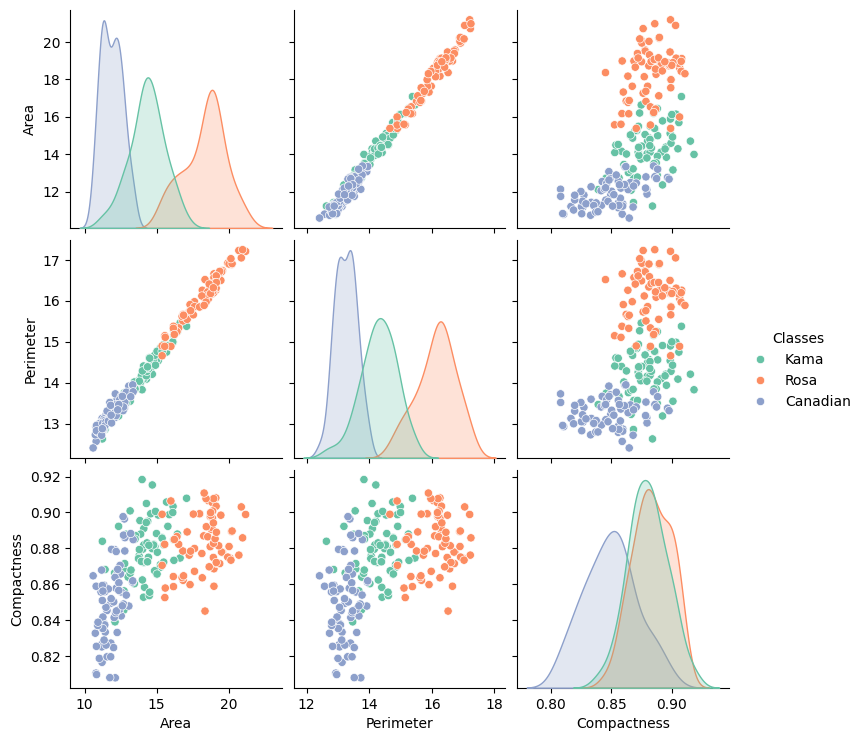 Area
20
18
16
14
12
Perimeter
17
16
15
14
13
Classes
Kama
Rosa
Canadian
Compactness
0.92
0.90
0.88
0.86
0.84
0.82
10 15 20
12 14 16 18
0.80 0.85 0.90
Area Perimeter Compactness